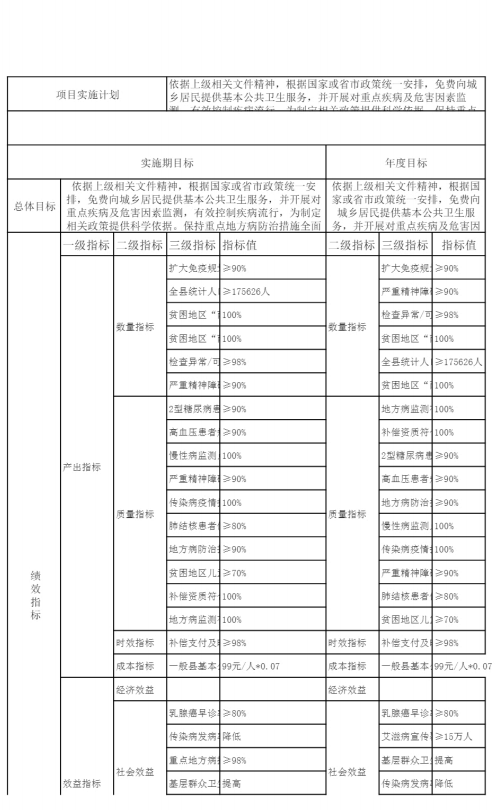 项目实施计划
依据上级相关文件精神，根据国家或省市政策统一安排，免费向城
乡居民提供基本公共卫生服务，并开展对重点疾病及危害因素监
测，有效控制疾病流行，为制定相关政策提供科学依据。保持重点
实施期目标 年度目标
总体目标
依据上级相关文件精神，根据国家或省市政策统一安
排，免费向城乡居民提供基本公共卫生服务，并开展对
重点疾病及危害因素监测，有效控制疾病流行，为制定
相关政策提供科学依据。保持重点地方病防治措施全面
依据上级相关文件精神，根据国
家或省市政策统一安排，免费向
城乡居民提供基本公共卫生服
务，并开展对重点疾病及危害因
绩效指标
一级指标 二级指标 三级指标 指标值 二级指标 三级指标 指标值
产出指标
数量指标
扩大免疫规 ≥90% 扩大免疫规 ≥90%
全县统计人 ≥175626人 严重精神障 ≥90%
贫困地区“ 100% 检查异常/可 ≥98%
贫困地区“ 100% 数量指标 贫困地区“ 100%
检查异常/可 ≥98% 全县统计人 ≥175626人
严重精神障 ≥90% 贫困地区“ 100%
质量指标
2型糖尿病患 ≥90% 地方病监测 100%
高血压患者 ≥90% 补偿资质符 100%
慢性病监测 100% 2型糖尿病患 ≥90%
严重精神障 ≥90% 高血压患者 ≥90%
传染病疫情 100% 质量指标 地方病防治 ≥90%
肺结核患者 ≥80% 慢性病监测 100%
地方病防治 ≥90% 传染病疫情 100%
贫困地区儿 ≥70% 严重精神障 ≥90%
补偿资质符 100% 肺结核患者 ≥80%
地方病监测 100% 贫困地区儿 ≥70%
时效指标 补偿支付及 ≥98% 时效指标 补偿支付及 ≥98%
成本指标 一般县基本 99元/人*0.07 成本指标 一般县基本 99元/人*0.07
效益指标
经济效益 经济效益
社会效益
乳腺癌早诊 ≥80% 乳腺癌早诊 ≥80%
传染病发病 降低 艾滋病宣传 ≥15万人
重点地方病 ≥98% 社会效益 基层群众卫 提高
基层群众卫 提高 传染病发病 降低